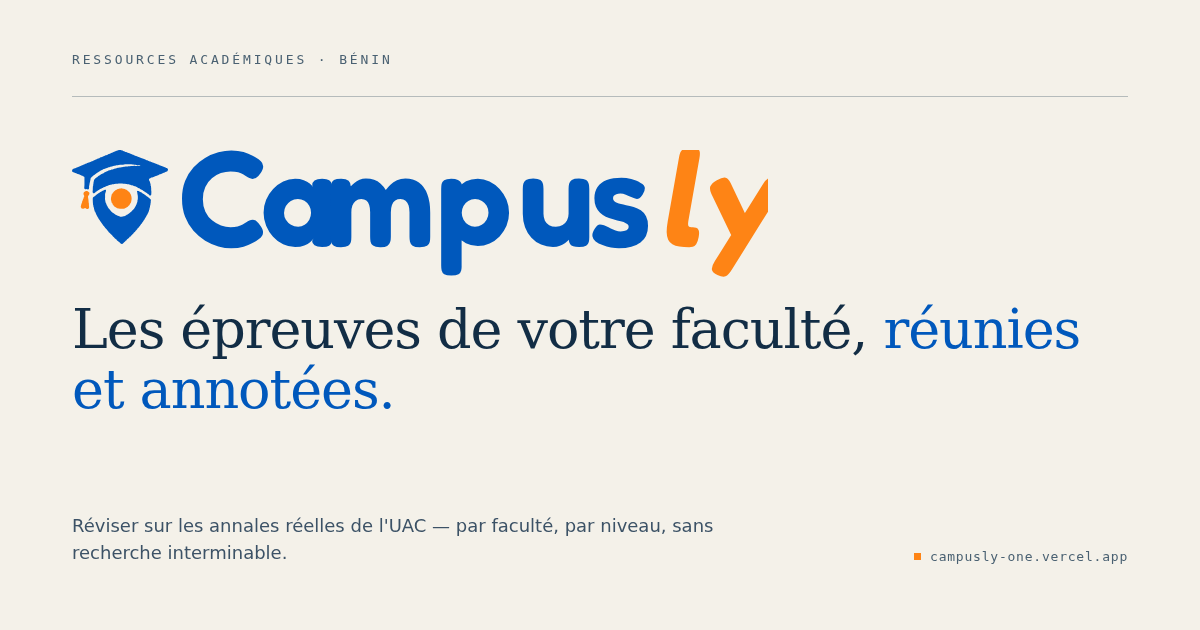 RESSOURCES ACADÉMIQUES · BÉNIN
Campusly
Les épreuves de votre faculté, réunies
et annotées.
Réviser sur les annales réelles de l'UAC — par faculté, par niveau, sans
recherche interminable.
campusly-one.vercel.app